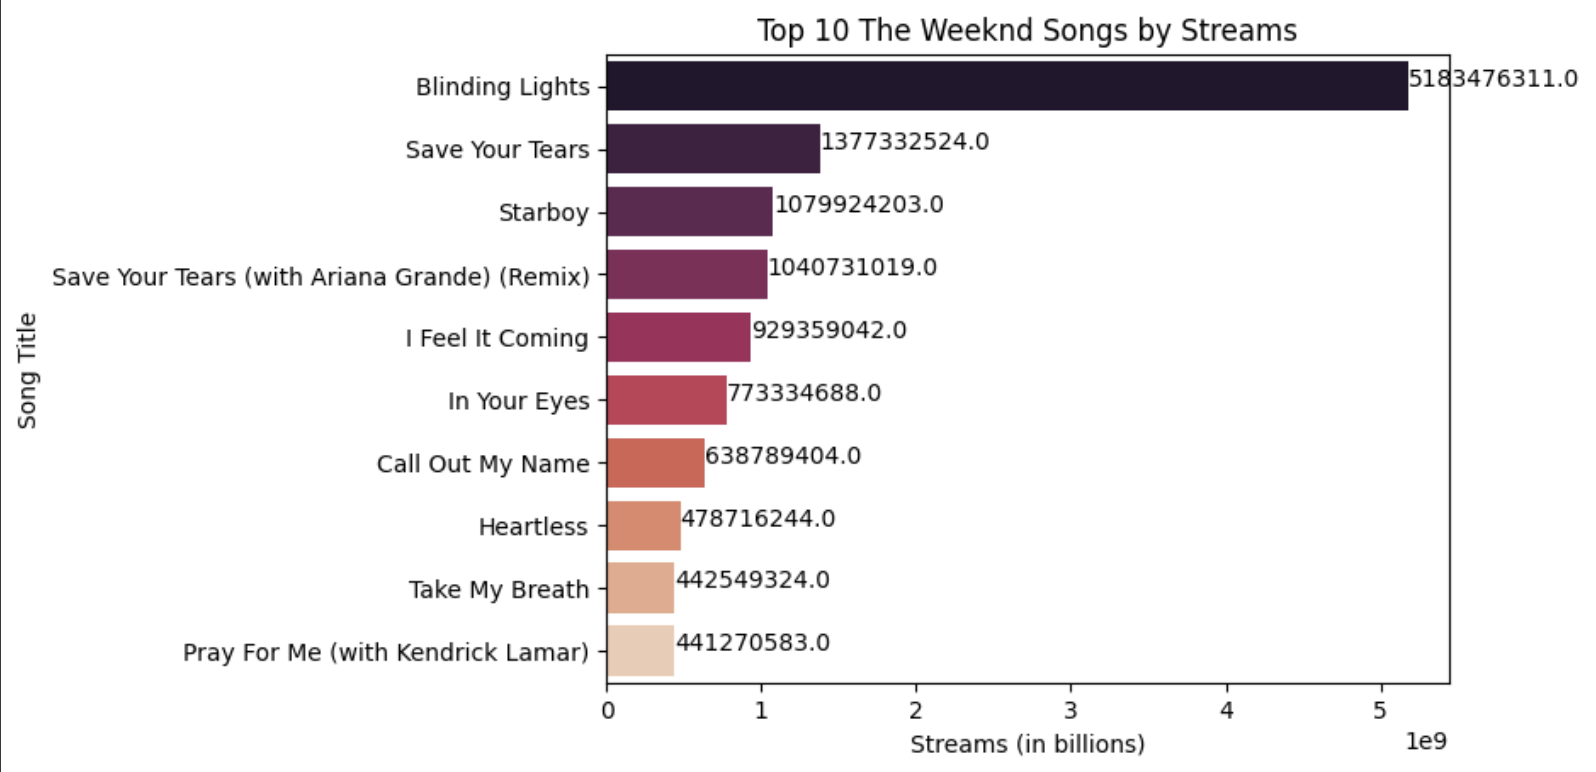 Top 10 The Weeknd Songs by Streams
Blinding Lights 5183476311.0
Save Your Tears 1377332524.0
Starboy 1079924203.0
Save Your Tears (with Ariana Grande) (Remix) 1040731019.0
I Feel It Coming 929359042.0
In Your Eyes 773334688.0
Call Out My Name 638789404.0
Heartless 478716244.0
Take My Breath 442549324.0
Pray For Me (with Kendrick Lamar) 441270583.0
Song Title
0 1 2 3 4 5
1e9
Streams (in billions)